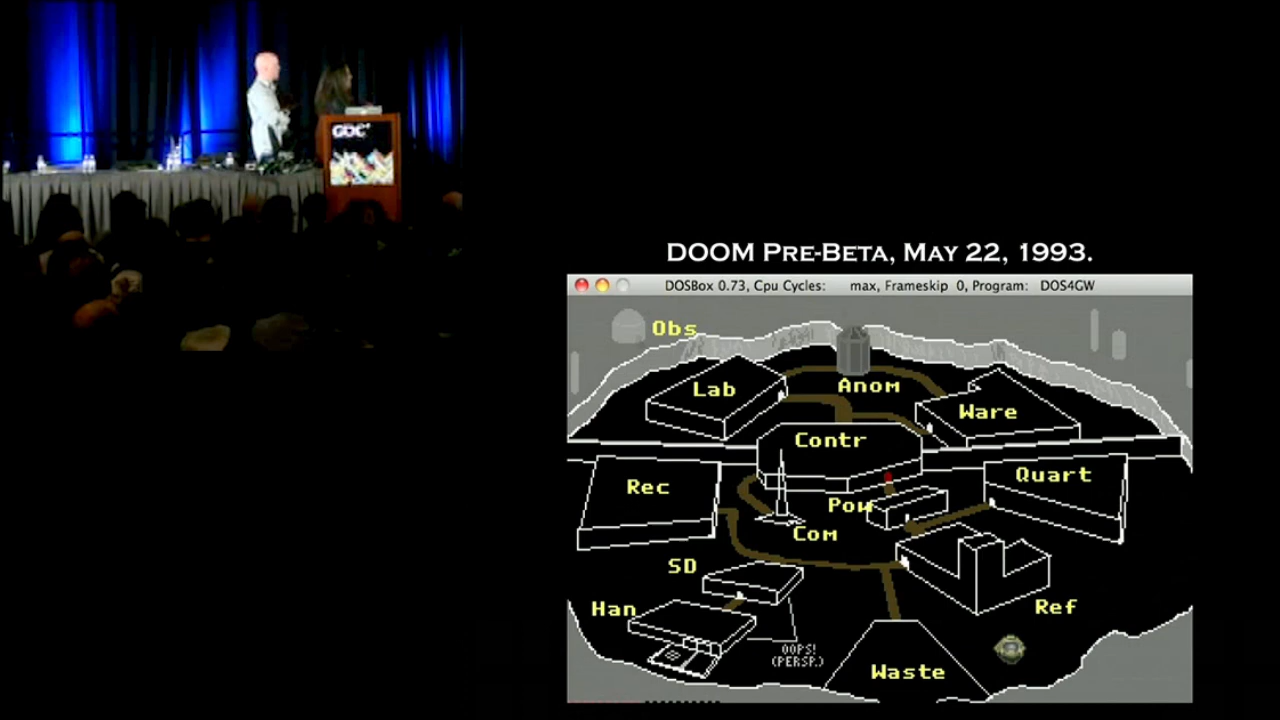 GDC
DOOM PRE-BETA, MAY 22, 1993.
DOSBox 0.73, Cpu Cycles: max, Frameskip 0, Program: DOS4GW
Obs
Lab
Anom
Ware
Contr
Rec
Quart
Pow
Com
SD
Han
Ref
OOPS!
(PERSP.)
Waste